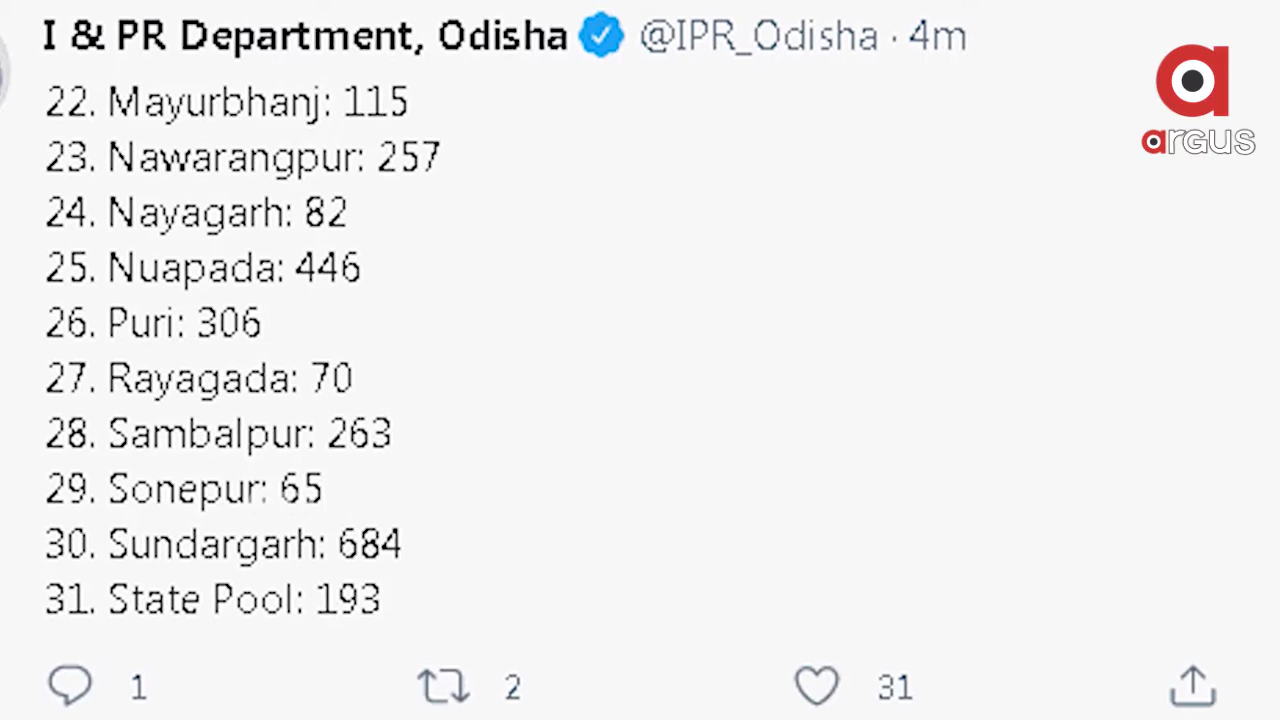 I & PR Department, Odisha @IPR_Odisha · 4m
22. Mayurbhanj: 115
23. Nawarangpur: 257
24. Nayagarh: 82
25. Nuapada: 446
26. Puri: 306
27. Rayagada: 70
28. Sambalpur: 263
29. Sonepur: 65
30. Sundargarh: 684
31. State Pool: 193
1 2 31
argus